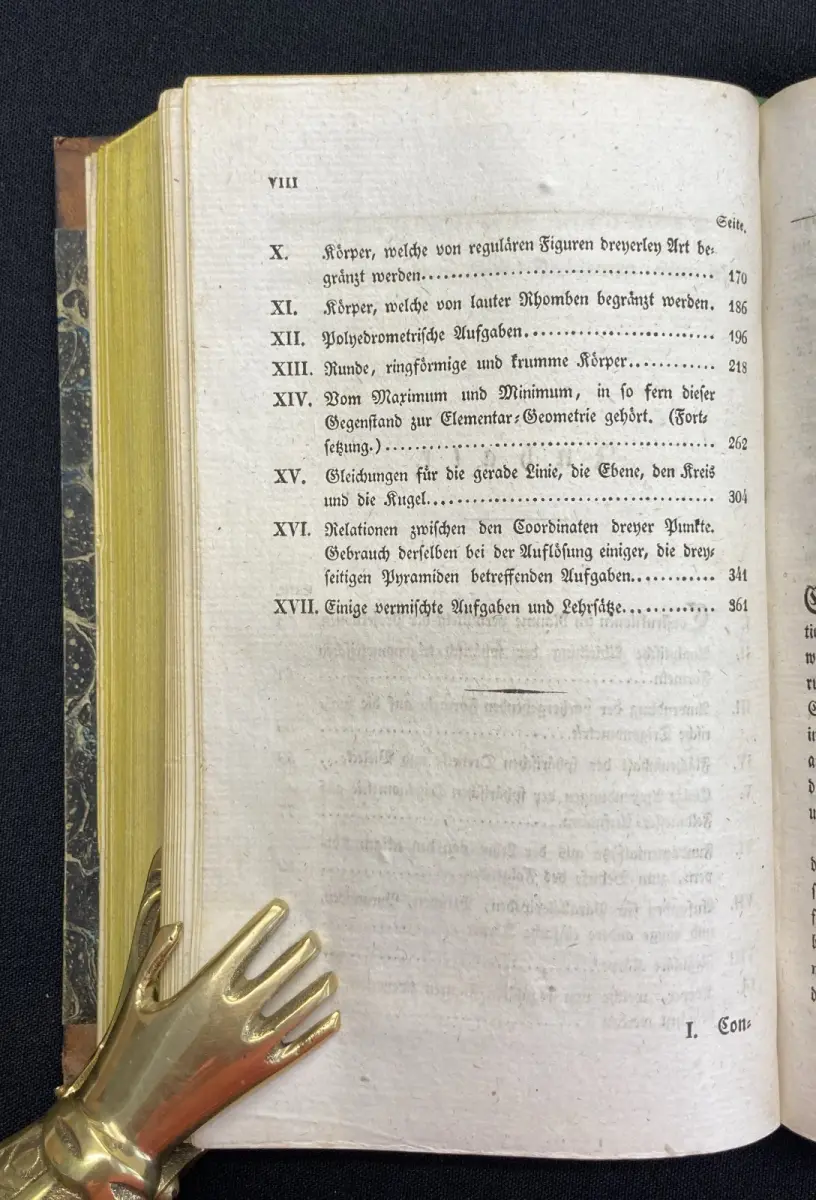 VIII
Seite.
X. Körper, welche von regulären Figuren dreyerley Art be-
gränzt werden........................................ 170
XI. Körper, welche von lauter Rhomben begränzt werden. 186
XII. Polyedrometrische Aufgaben.......................... 196
XIII. Runde, ringförmige und krumme Körper............ 218
XIV. Vom Maximum und Minimum, in so fern dieser
Gegenstand zur Elementar-Geometrie gehört. (Fort-
setzung.)............................................. 262
XV. Gleichungen für die gerade Linie, die Ebene, den Kreis
und die Kugel........................................ 304
XVI. Relationen zwischen den Coordinaten dreyer Punkte.
Gebrauch derselben bei der Auflösung einiger, die drey-
seitigen Pyramiden betreffenden Aufgaben........... 341
XVII. Einige vermischte Aufgaben und Lehrsätze............. 361
I. Con-